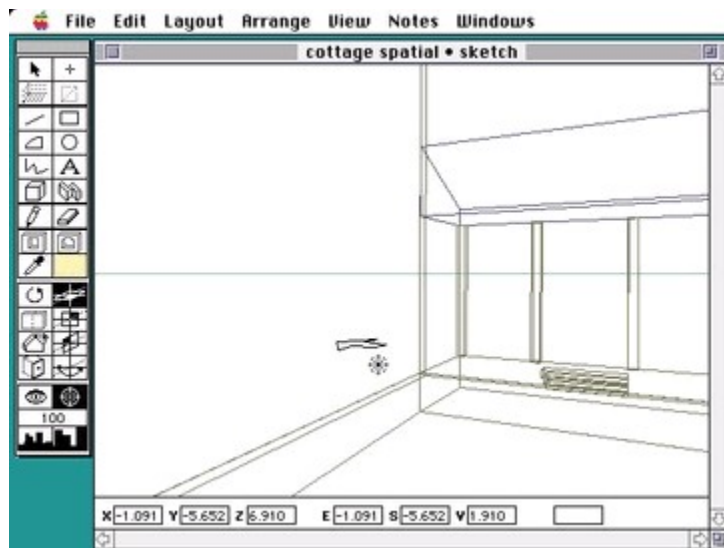 File Edit Layout Arrange View Notes Windows
cottage spatial • sketch
A
100
X -1.091 Y -5.652 Z 6.910 E -1.091 S -5.652 V 1.910